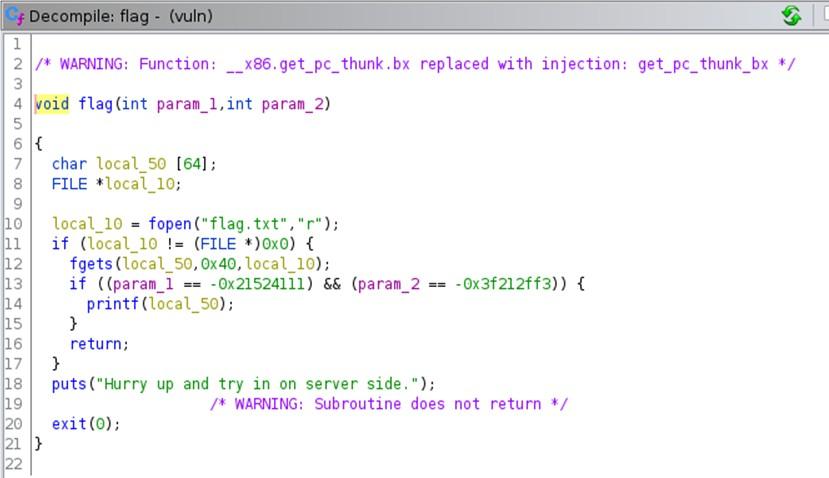 Decompile: flag - (vuln)
1
2 /* WARNING: Function: __x86.get_pc_thunk.bx replaced with injection: get_pc_thunk_bx */
3
4 void flag(int param_1,int param_2)
5
6 {
7 char local_50 [64];
8 FILE *local_10;
9
10 local_10 = fopen("flag.txt","r");
11 if (local_10 != (FILE *)0x0) {
12 fgets(local_50,0x40,local_10);
13 if ((param_1 == -0x21524111) && (param_2 == -0x3f212ff3)) {
14 printf(local_50);
15 }
16 return;
17 }
18 puts("Hurry up and try in on server side.");
19 /* WARNING: Subroutine does not return */
20 exit(0);
21 }
22